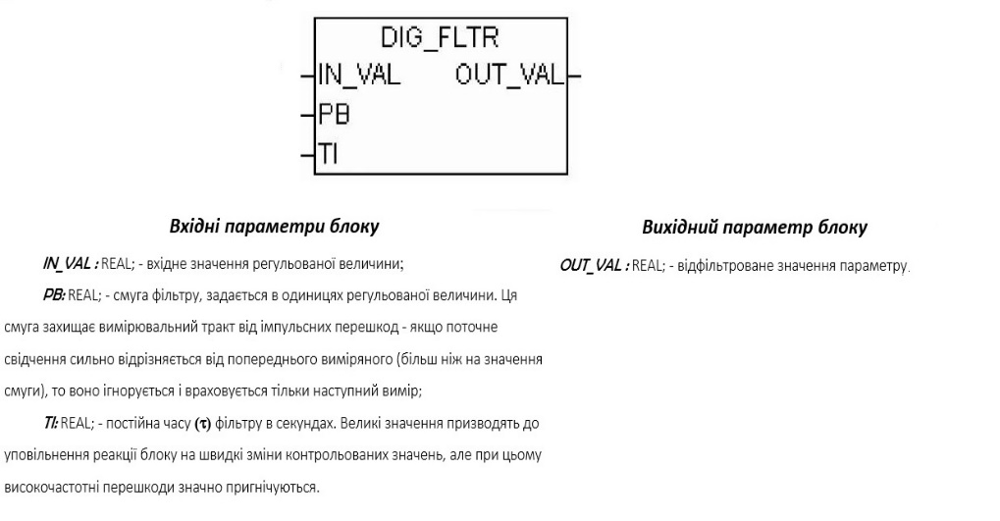 DIG_FLTR
IN_VAL OUT_VAL
PB
TI
Вхідні параметри блоку
IN_VAL : REAL; - вхідне значення регульованої величини;
PB: REAL; - смуга фільтру, задається в одиницях регульованої величини. Ця
смуга захищає вимірювальний тракт від імпульсних перешкод - якщо поточне
свідчення сильно відрізняється від попереднього виміряного (більш ніж на значення
смуги), то воно ігнорується і враховується тільки наступний вимір;
TI: REAL; - постійна часу (τ) фільтру в секундах. Великі значення призводять до
уповільнення реакції блоку на швидкі зміни контрольованих значень, але при цьому
високочастотні перешкоди значно пригнічуються.
Вихідний параметр блоку
OUT_VAL : REAL; - відфільтроване значення параметру.